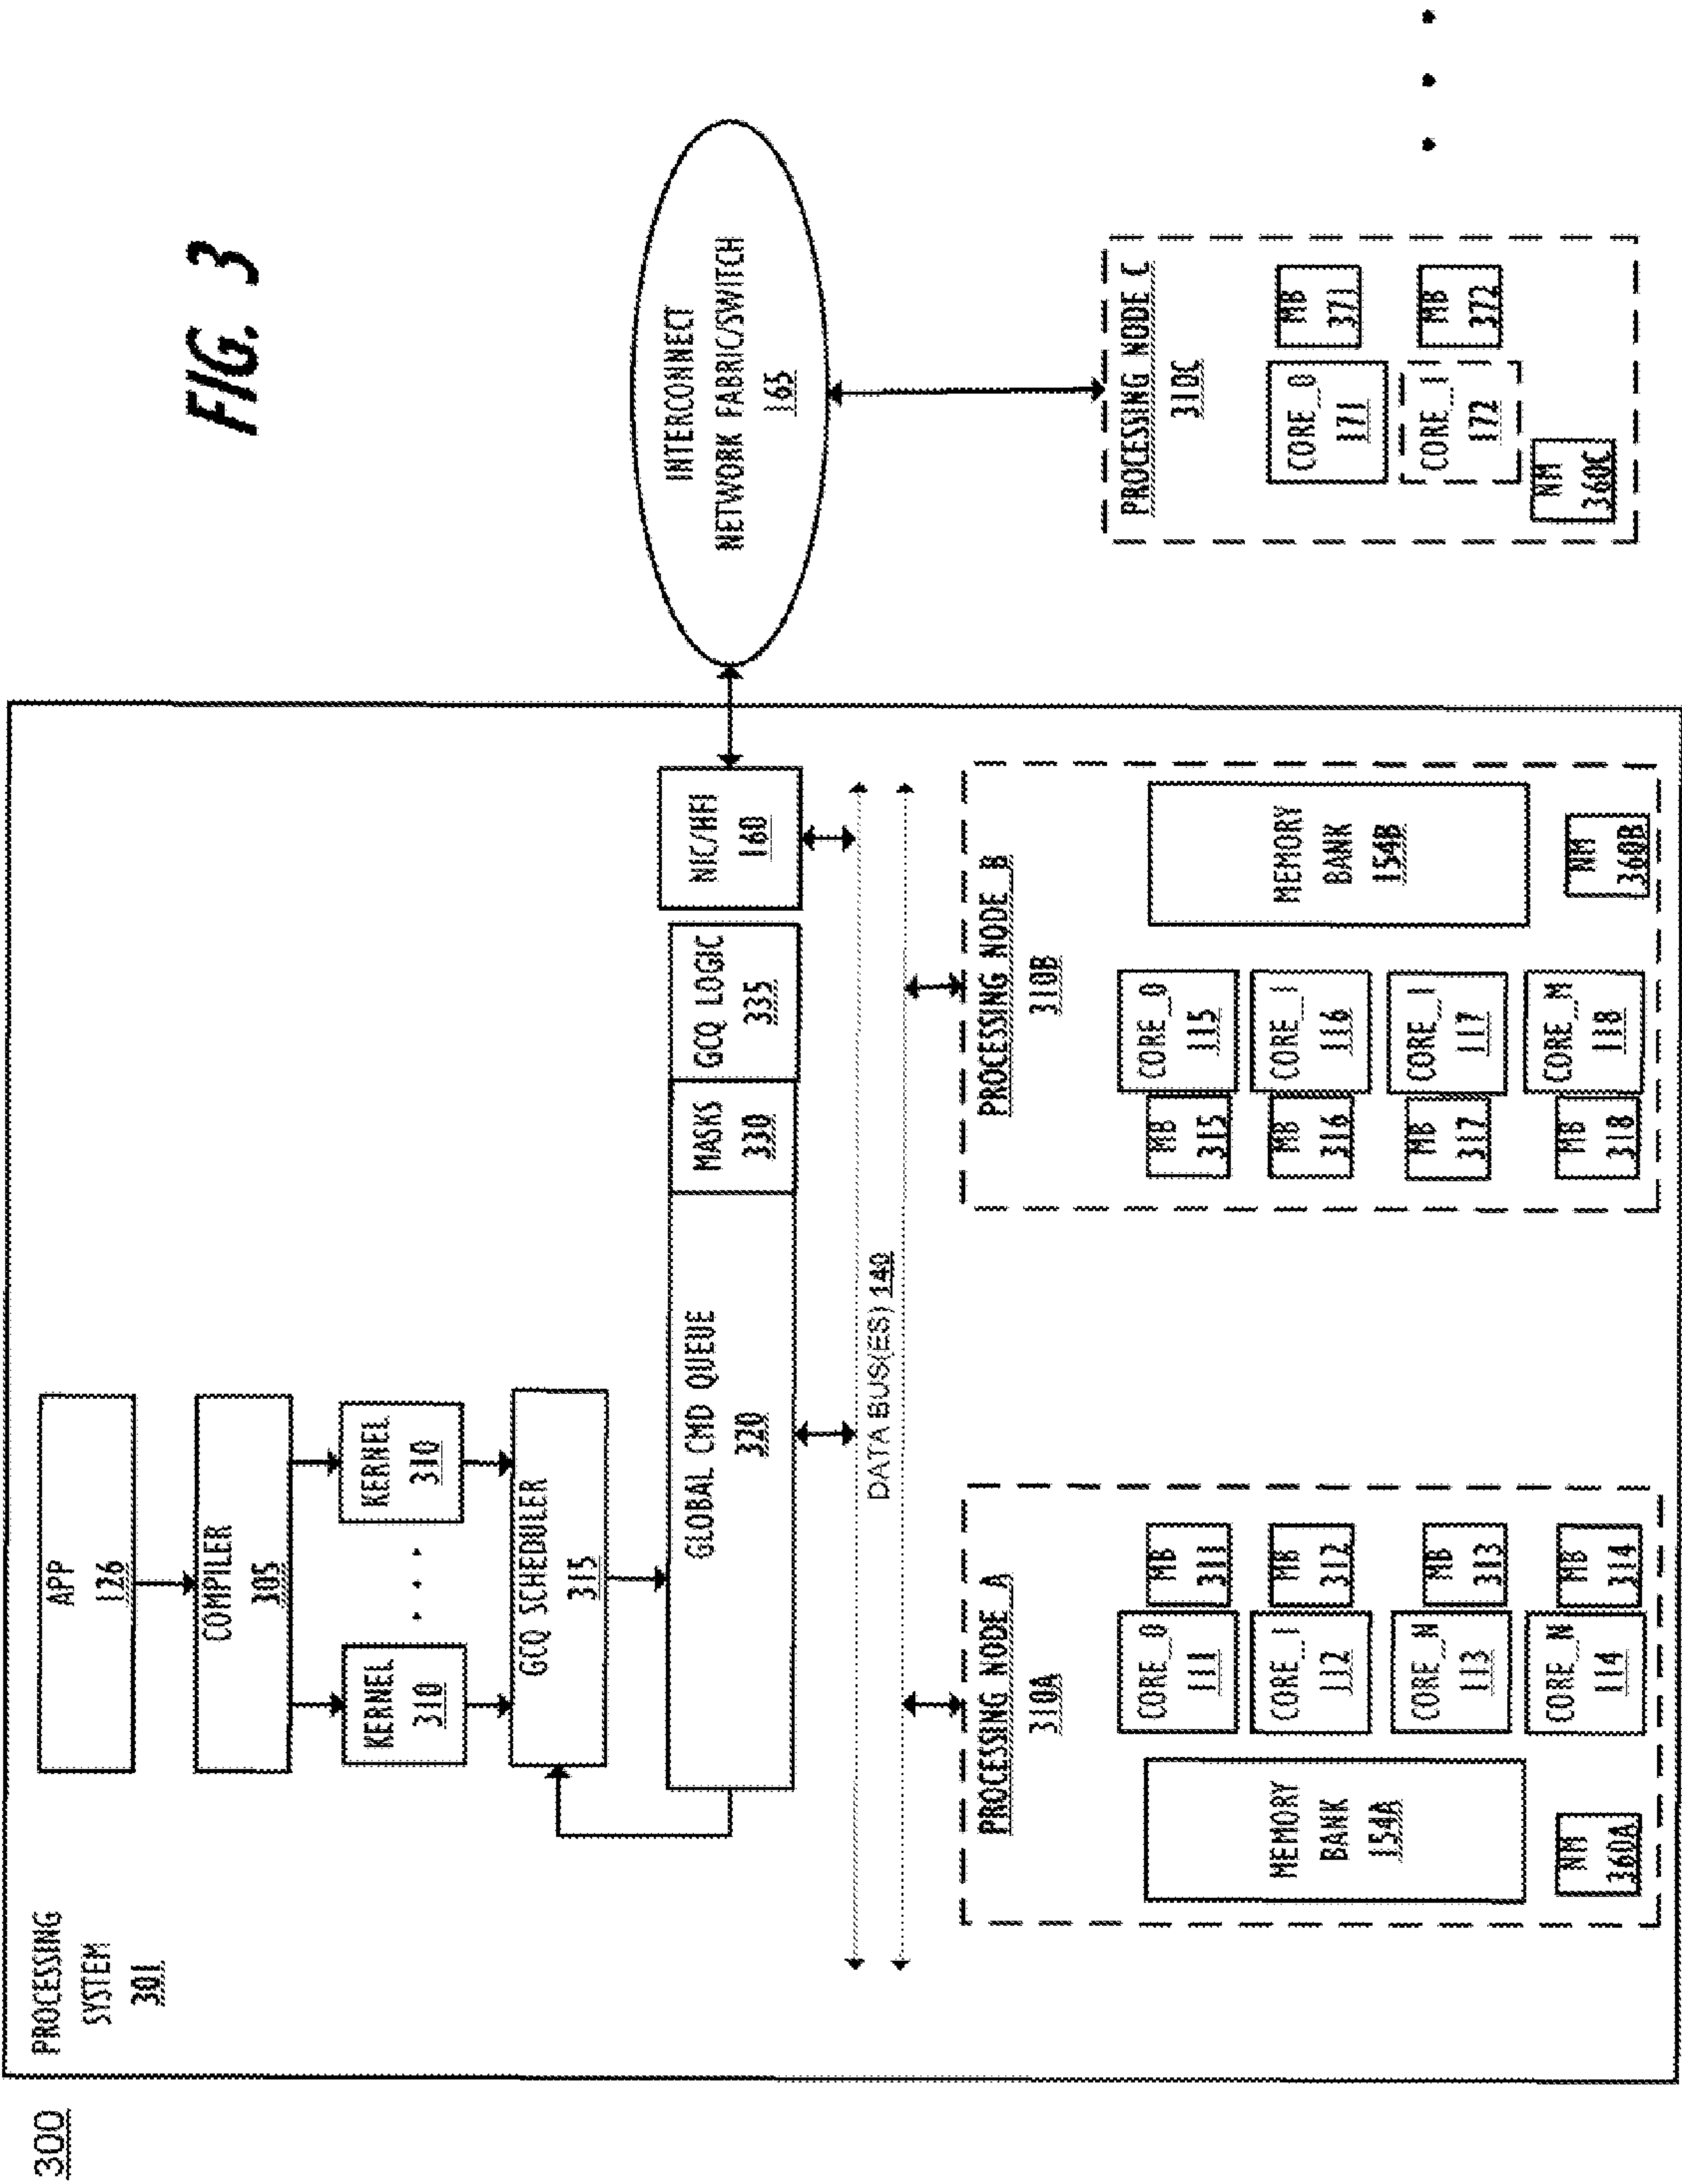 300
FIG. 3
PROCESSING
SYSTEM
301
APP
126
COMPILER
305
KERNEL
310
. . .
KERNEL
310
GCQ SCHEDULER
315
GLOBAL CMD QUEUE
320
MASKS
330
GCQ LOGIC
335
NIC/HFI
160
INTERCONNECT
NETWORK FABRIC/SWITCH
165
DATA BUS(ES) 140
PROCESSING NODE A
310A
MEMORY
BANK
154A
CORE_0
111
MB
311
CORE_1
112
MB
312
CORE_N
113
MB
313
CORE_N
114
MB
314
NM
360A
PROCESSING NODE B
310B
MB
315
CORE_0
115
MB
316
CORE_1
116
MB
317
CORE_1
117
MB
318
CORE_M
118
MEMORY
BANK
154B
NM
360B
PROCESSING NODE C
310C
CORE_0
171
MB
371
CORE_1
172
MB
372
NM
360C
. . .